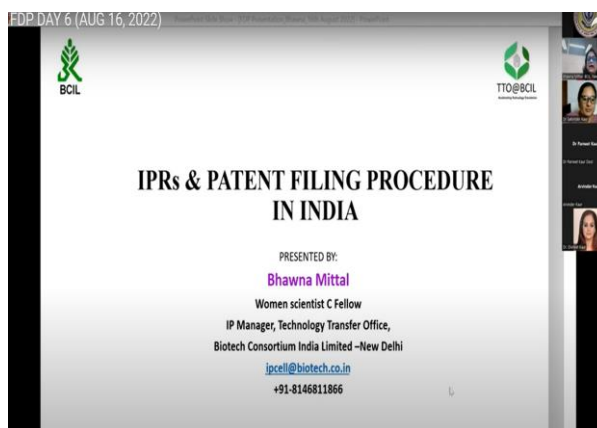 FDP DAY 6 (AUG 16, 2022)
BCIL
TTO@BCIL
IPRs & PATENT FILING PROCEDURE
IN INDIA
PRESENTED BY:
Bhawna Mittal
Women scientist C Fellow
IP Manager, Technology Transfer Office,
Biotech Consortium India Limited –New Delhi
ipcell@biotech.co.in
+91-8146811866